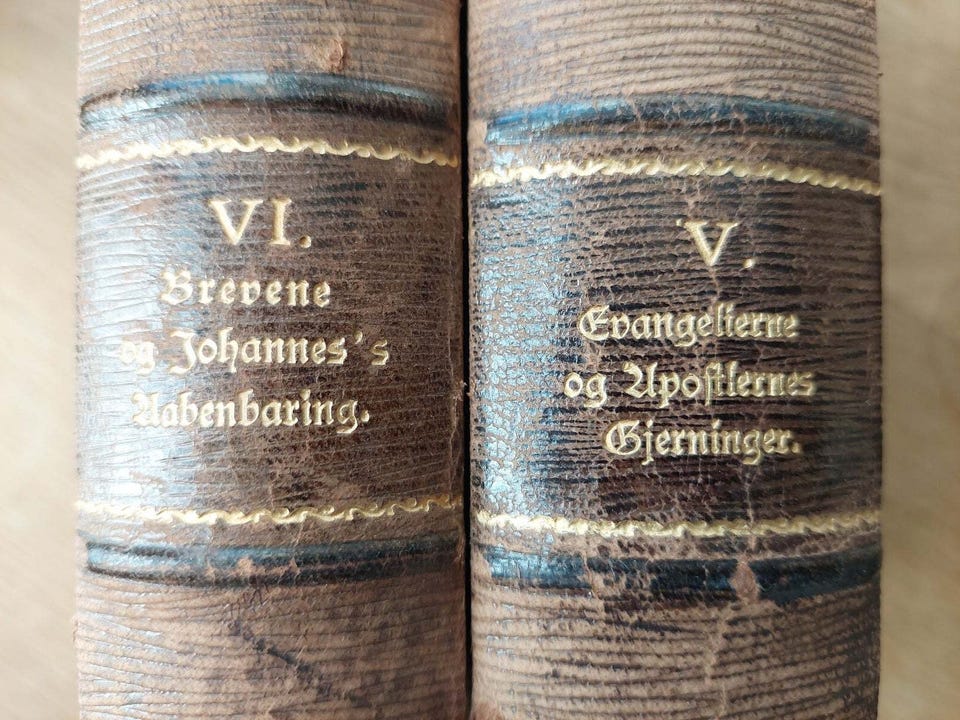 VI.
Brevene
og Johannes's
Aabenbaring.
V.
Evangelierne
og Apostlernes
Gjerninger.